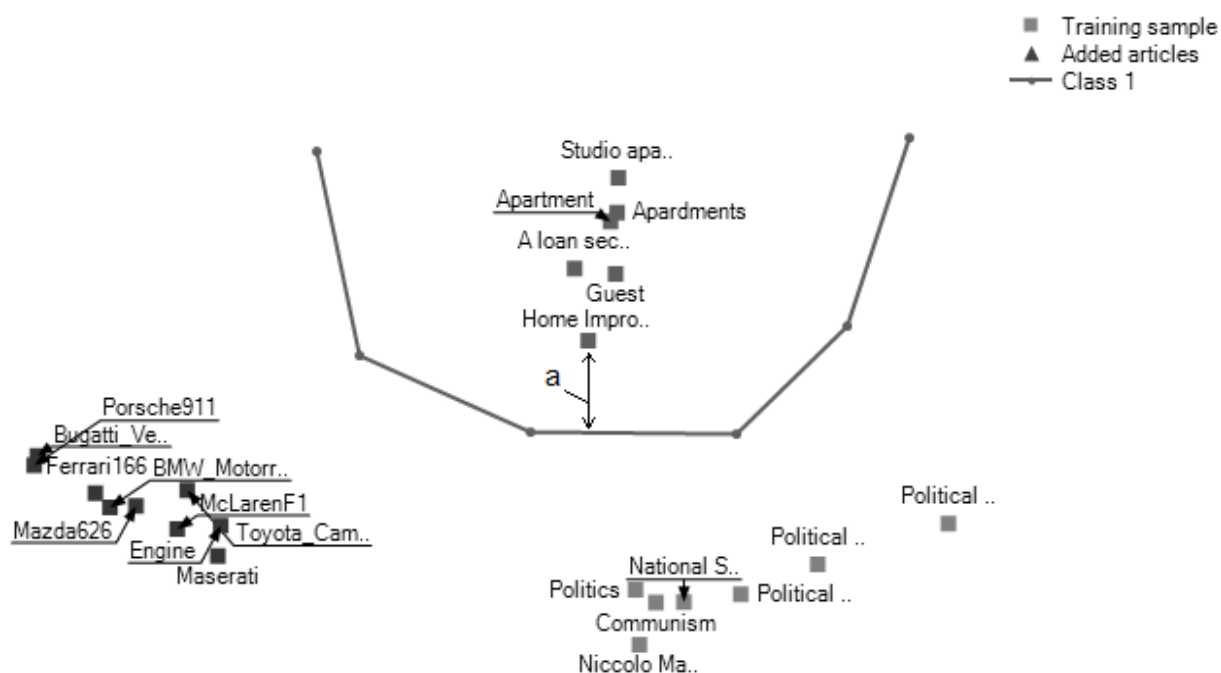 Training sample
Added articles
Class 1
Studio apa..
Apartment
Apardments
A loan sec..
Guest
Home Impro..
a
Porsche911
Bugatti_Ve..
Ferrari166
BMW_Motorr..
McLarenF1
Mazda626
Toyota_Cam..
Engine
Maserati
Political ..
Political ..
National S..
Politics
Political ..
Communism
Niccolo Ma..